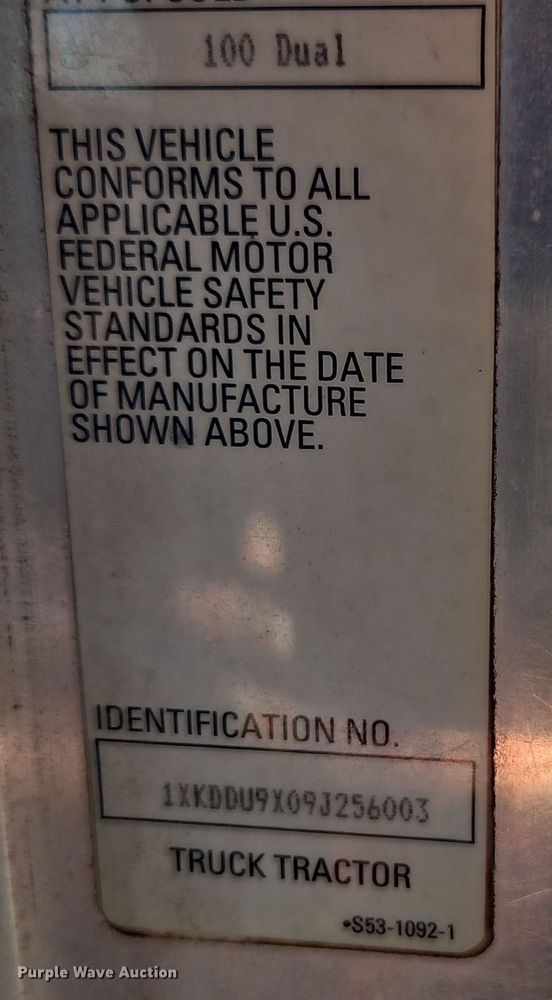 100 Dual
THIS VEHICLE
CONFORMS TO ALL
APPLICABLE U.S.
FEDERAL MOTOR
VEHICLE SAFETY
STANDARDS IN
EFFECT ON THE DATE
OF MANUFACTURE
SHOWN ABOVE.
IDENTIFICATION NO.
1XKDDU9X09J256003
TRUCK TRACTOR
•S53-1092-1
Purple Wave Auction